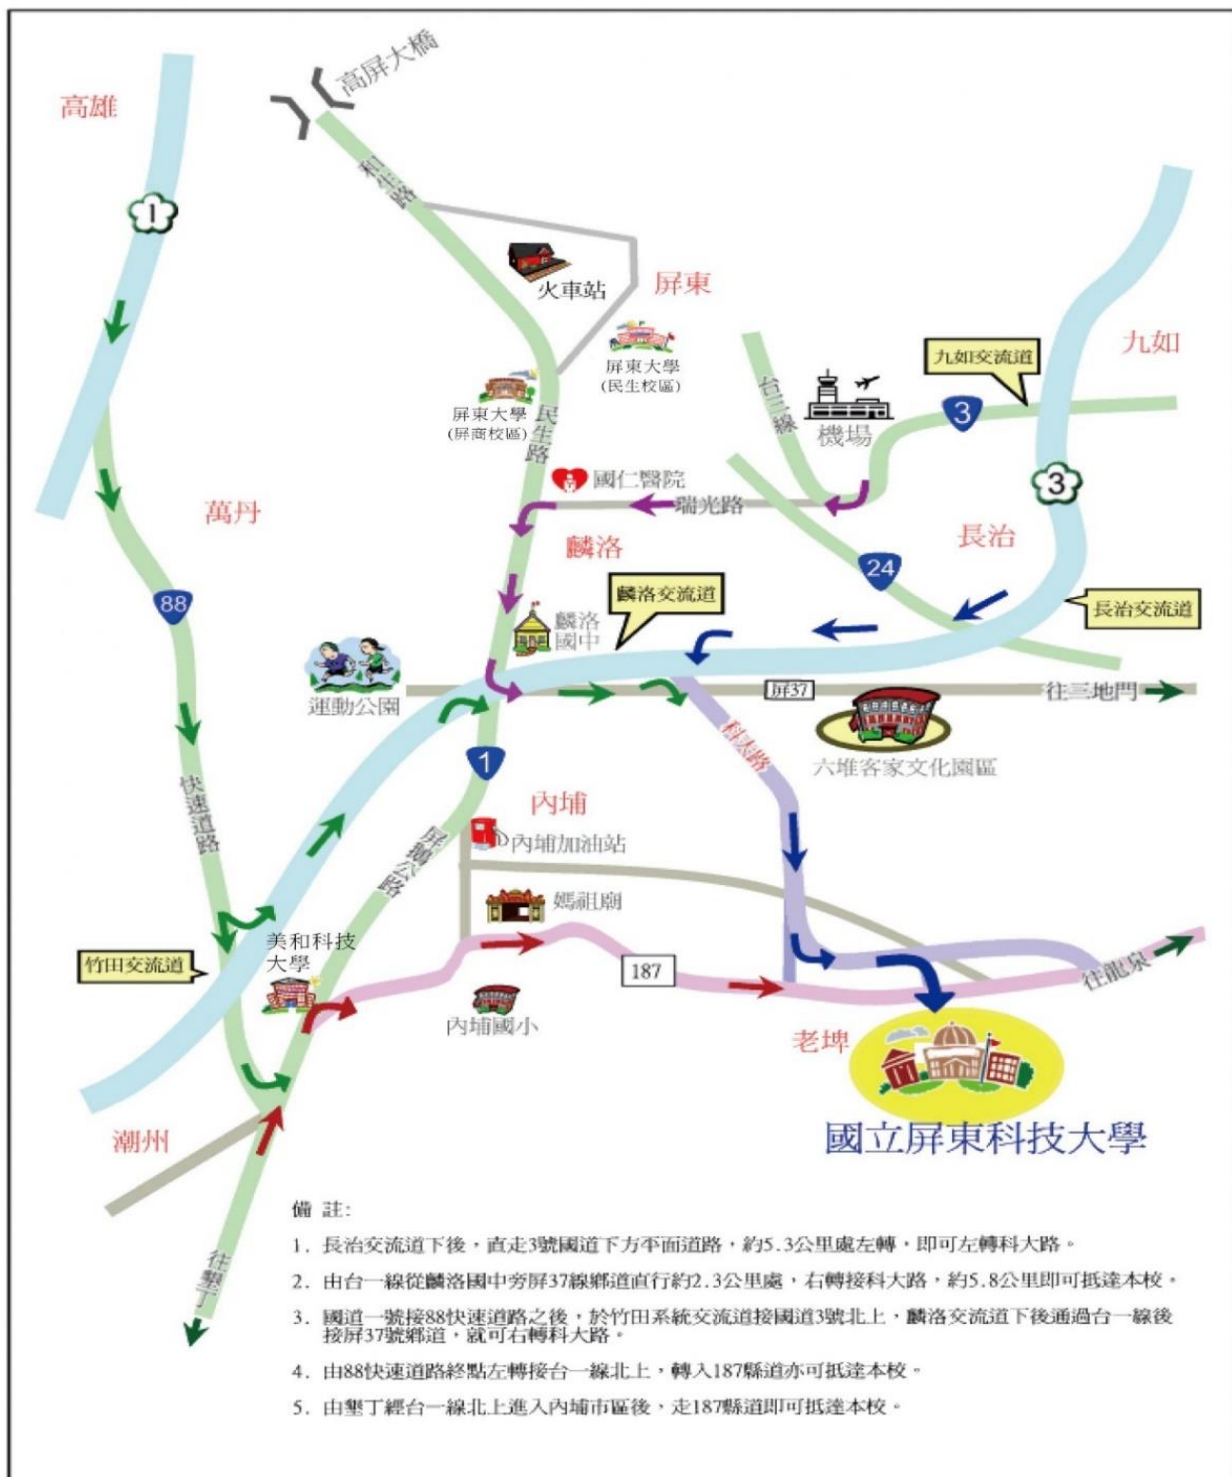 高屏大橋
高雄
1
和生路
火車站
屏東
九如
九如交流道
屏東大學
(民生校區)
台三線
機場
3
屏東大學
(屏商校區)
民生路
3
國仁醫院
瑞光路
萬丹
麟洛
長治
24
88
麟洛交流道
長治交流道
麟洛
國中
運動公園
屏37
往三地門
科大路
1
六堆客家文化園區
快速道路
內埔
內埔加油站
屏鵝公路
媽祖廟
美和科技
大學
竹田交流道
187
往龍泉
內埔國小
老埤
潮州
國立屏東科技大學
往墾丁
備 註:
1. 長治交流道下後，直走3號國道下方平面道路，約5.3公里處左轉，即可左轉科大路。
2. 由台一線從麟洛國中旁屏37線鄉道直行約2.3公里處，右轉接科大路，約5.8公里即可抵達本校。
3. 國道一號接88快速道路之後，於竹田系統交流道接國道3號北上，麟洛交流道下後通過台一線後
接屏37號鄉道，就可右轉科大路。
4. 由88快速道路終點左轉接台一線北上，轉入187縣道亦可抵達本校。
5. 由墾丁經台一線北上進入內埔市區後，走187縣道即可抵達本校。